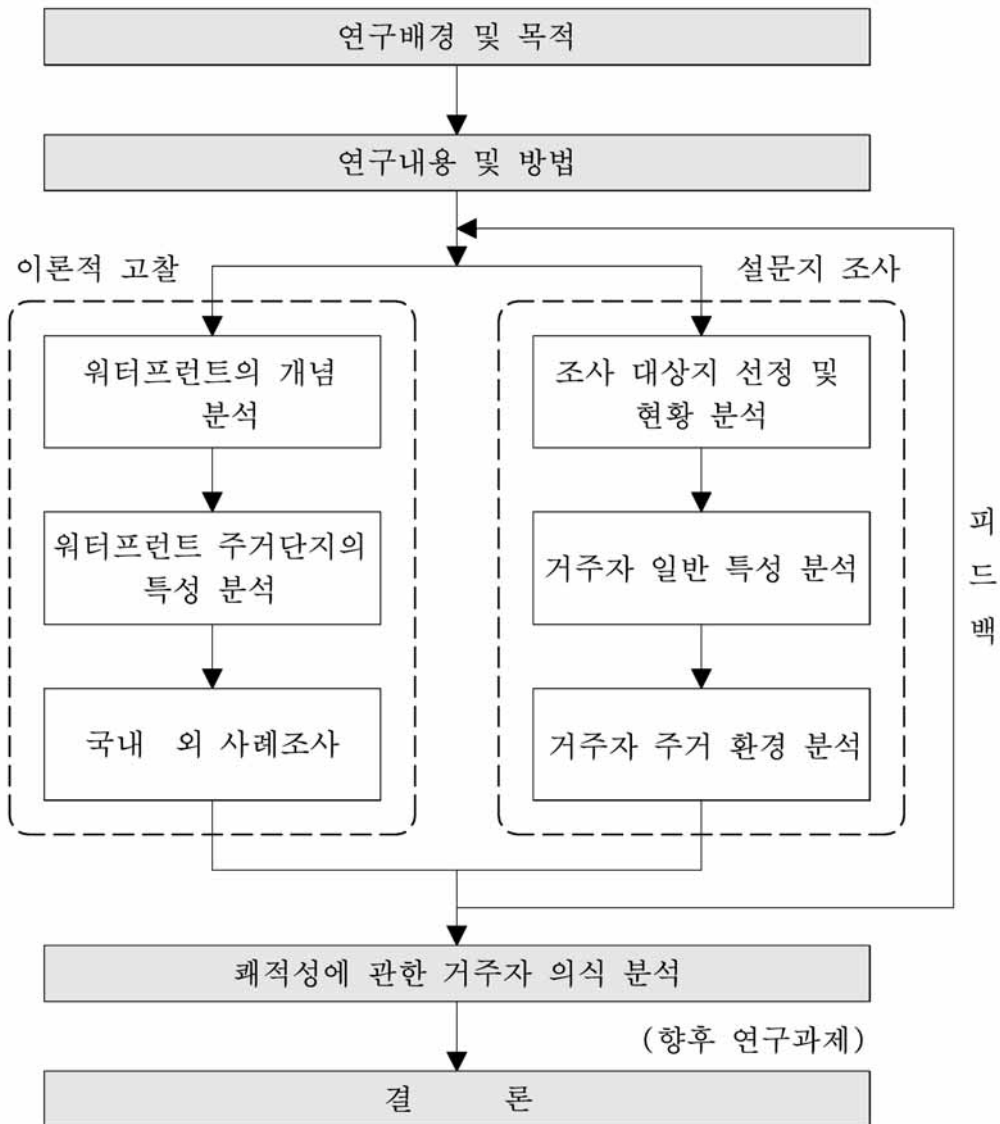 연구배경 및 목적
연구내용 및 방법
이론적 고찰
설문지 조사
워터프런트의 개념
분석
조사 대상지 선정 및
현황 분석
워터프런트 주거단지의
특성 분석
거주자 일반 특성 분석
국내 외 사례조사
거주자 주거 환경 분석
피
드
백
쾌적성에 관한 거주자 의식 분석
(향후 연구과제)
결 론